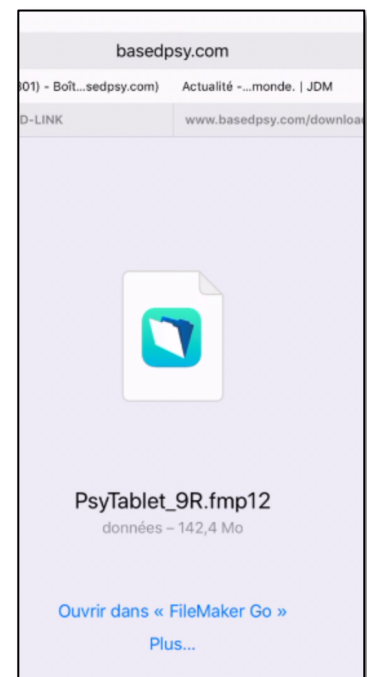 basedpsy.com
301) - Boît...sedpsy.com) Actualité -...monde. | JDM
D-LINK www.basedpsy.com/download
PsyTablet_9R.fmp12
données – 142,4 Mo
Ouvrir dans « FileMaker Go »
Plus...